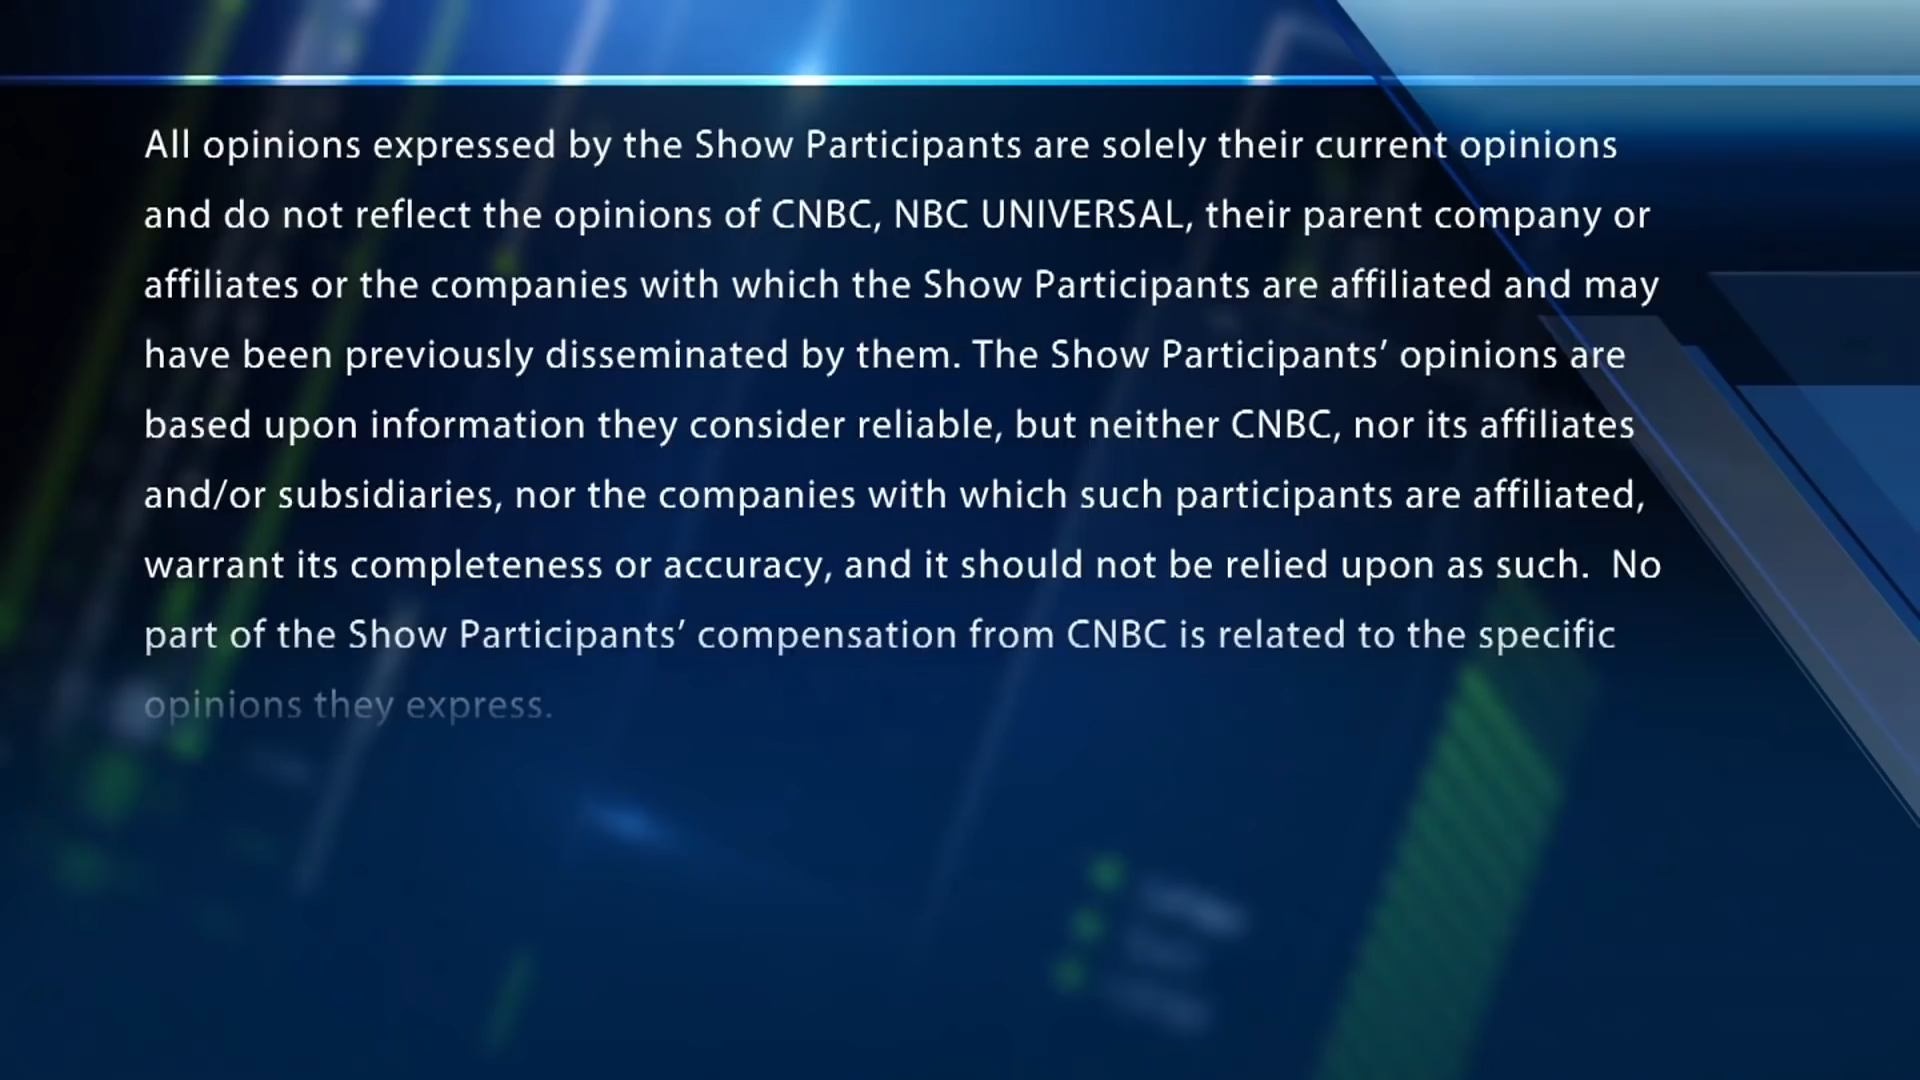 All opinions expressed by the Show Participants are solely their current opinions
and do not reflect the opinions of CNBC, NBC UNIVERSAL, their parent company or
affiliates or the companies with which the Show Participants are affiliated and may
have been previously disseminated by them. The Show Participants’ opinions are
based upon information they consider reliable, but neither CNBC, nor its affiliates
and/or subsidiaries, nor the companies with which such participants are affiliated,
warrant its completeness or accuracy, and it should not be relied upon as such.  No
part of the Show Participants’ compensation from CNBC is related to the specific
opinions they express.